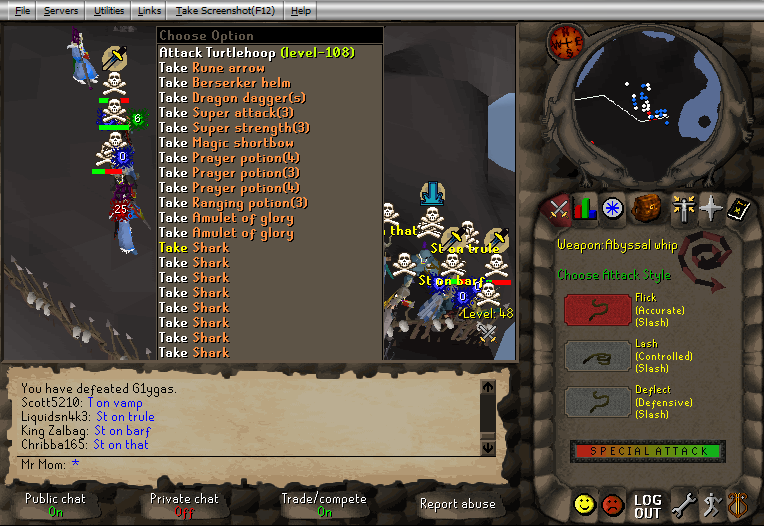 File Servers Utilities Links Take Screenshot(F12) Help
Choose Option
Attack Turtlehoop (level-108)
Take Rune arrow
Take Berserker helm
Take Dragon dagger(s)
Take Super attack(3)
Take Super strength(3)
Take Magic shortbow
Take Prayer potion(4)
Take Prayer potion(3)
Take Prayer potion(4)
Take Ranging potion(3)
Take Amulet of glory
Take Amulet of glory
Take Shark
Take Shark
Take Shark
Take Shark
Take Shark
Take Shark
Take Shark
Take Shark
6
0
25
n that
St on trule
St on barf
0
Level: 48
You have defeated G1ygas.
Scott5210: T on vamp
Liquidsn4k3: St on trule
King Zalbag: St on barf
Chribba165: St on that
Mr Mom: *
Public chat
On
Private chat
Off
Trade/compete
On
Report abuse
Weapon: Abyssal whip
Choose Attack Style
Flick
(Accurate)
(Slash)
Lash
(Controlled)
(Slash)
Deflect
(Defensive)
(Slash)
SPECIAL ATTACK
LOG
OUT